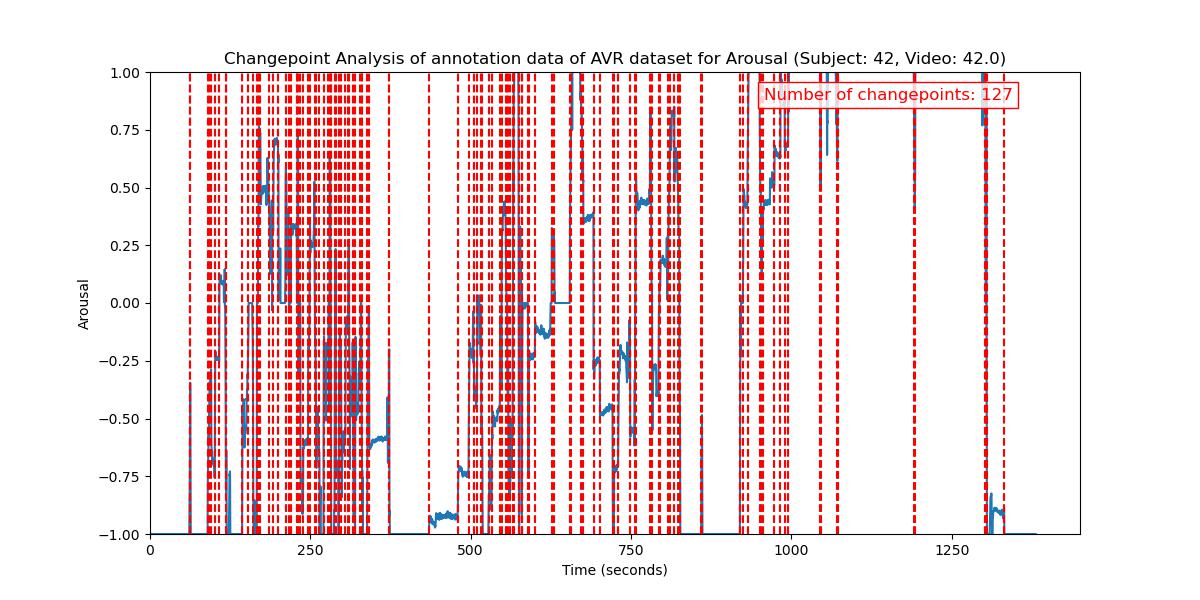 Changepoint Analysis of annotation data of AVR dataset for Arousal (Subject: 42, Video: 42.0)
Number of changepoints: 127
Arousal
1.00
0.75
0.50
0.25
0.00
−0.25
−0.50
−0.75
−1.00
0 250 500 750 1000 1250
Time (seconds)